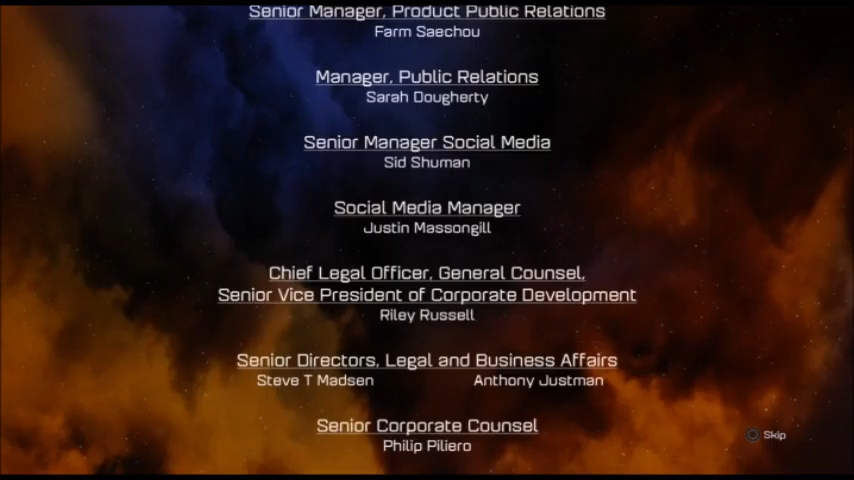 Senior Manager, Product Public Relations
Farm Saechou
Manager, Public Relations
Sarah Dougherty
Senior Manager Social Media
Sid Shuman
Social Media Manager
Justin Massongill
Chief Legal Officer, General Counsel,
Senior Vice President of Corporate Development
Riley Russell
Senior Directors, Legal and Business Affairs
Steve T Madsen Anthony Justman
Senior Corporate Counsel
Philip Piliero
Skip